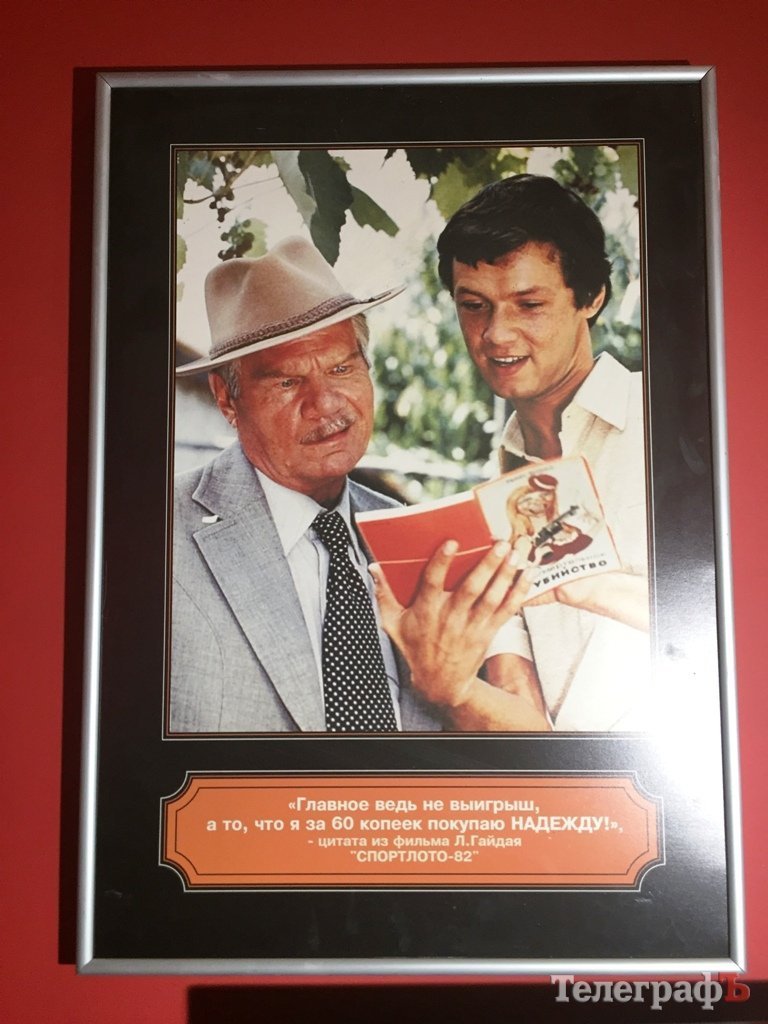 УБИЙСТВО
«Главное ведь не выигрыш,
а то, что я за 60 копеек покупаю НАДЕЖДУ!»,
- цитата из фильма Л.Гайдая
"СПОРТЛОТО-82"
ТелеграфЪ